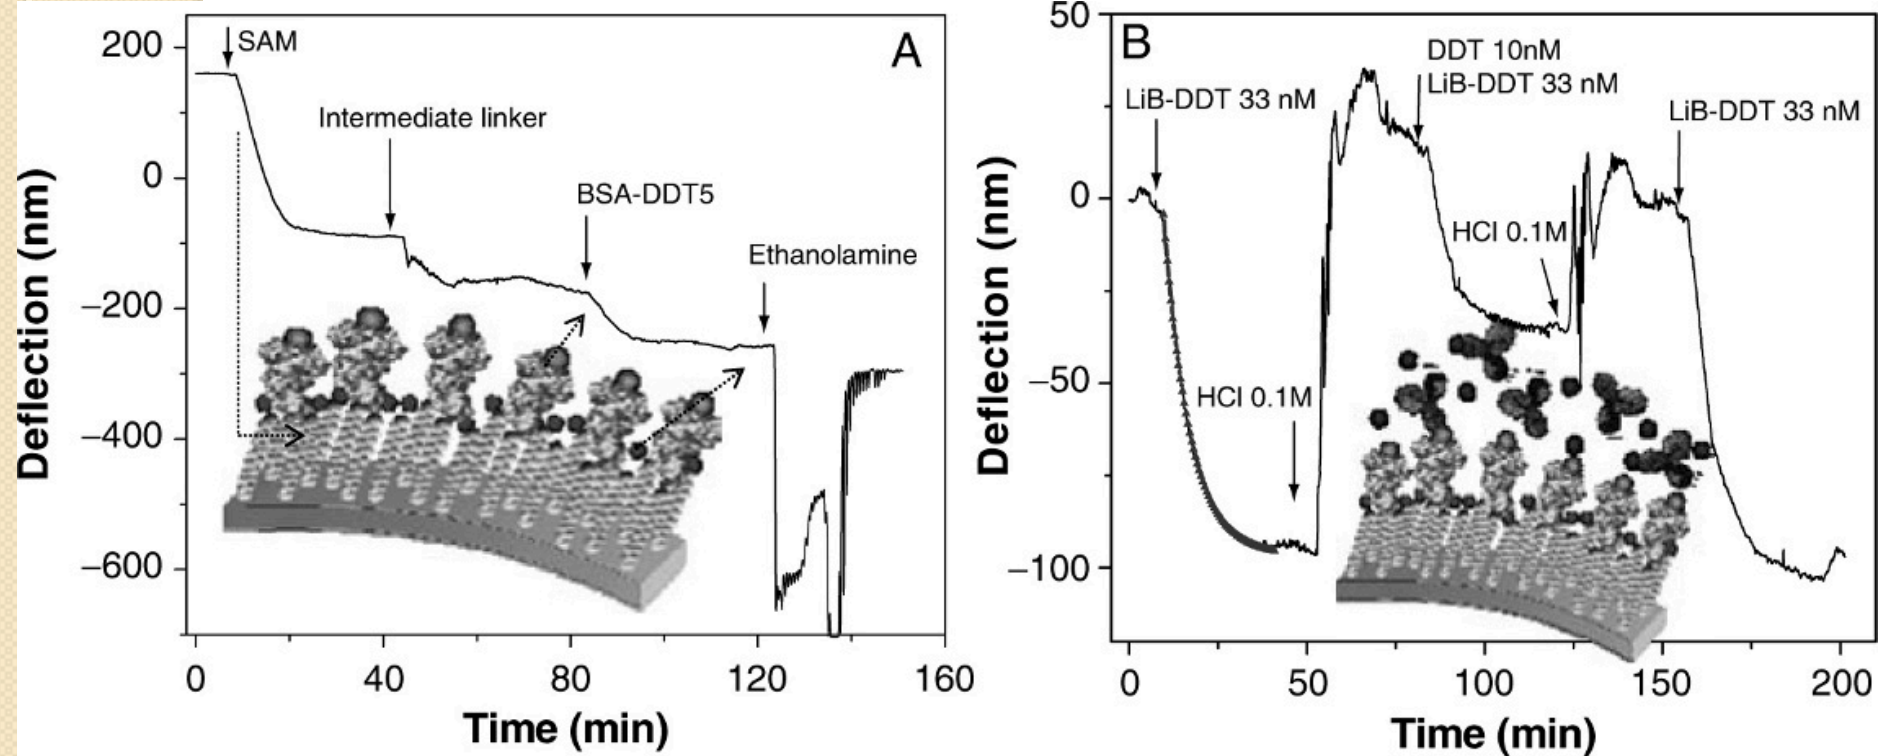 A
SAM
Intermediate linker
BSA-DDT5
Ethanolamine
200
0
−200
−400
−600
Deflection (nm)
0
40
80
120
160
Time (min)
B
DDT 10nM
LiB-DDT 33 nM
LiB-DDT 33 nM
LiB-DDT 33 nM
HCl 0.1M
HCl 0.1M
50
0
−50
−100
Deflection (nm)
0
50
100
150
200
Time (min)